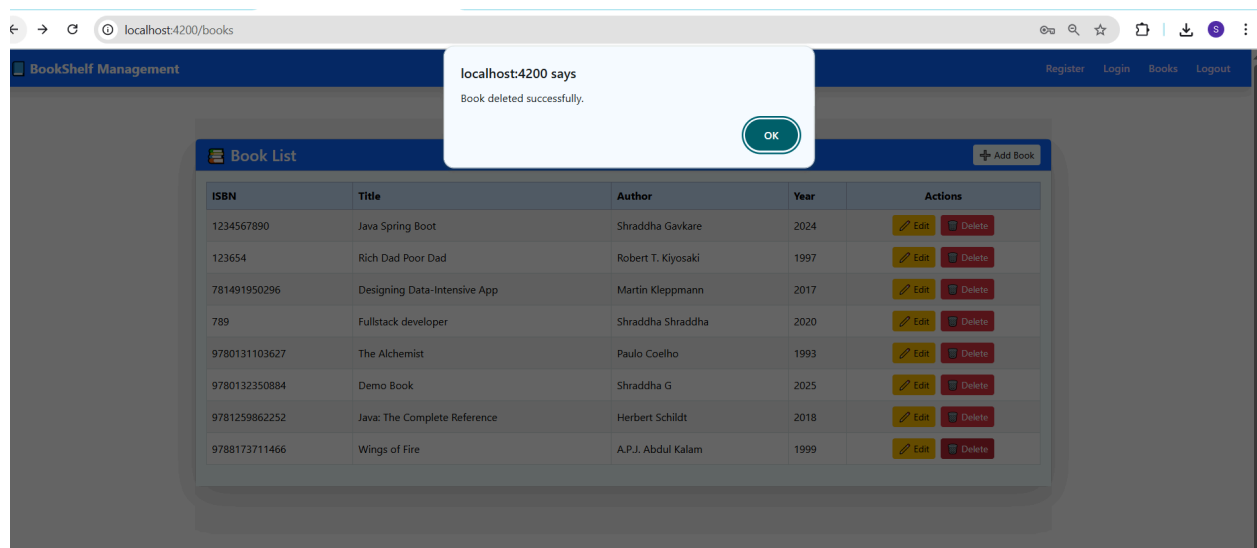 localhost:4200/books
S
BookShelf Management
Register Login Books Logout
localhost:4200 says
Book deleted successfully.
OK
Book List
Add Book
ISBN Title Author Year Actions
1234567890 Java Spring Boot Shraddha Gavkare 2024 Edit Delete
123654 Rich Dad Poor Dad Robert T. Kiyosaki 1997 Edit Delete
781491950296 Designing Data-Intensive App Martin Kleppmann 2017 Edit Delete
789 Fullstack developer Shraddha Shraddha 2020 Edit Delete
9780131103627 The Alchemist Paulo Coelho 1993 Edit Delete
9780132350884 Demo Book Shraddha G 2025 Edit Delete
9781259862252 Java: The Complete Reference Herbert Schildt 2018 Edit Delete
9788173711466 Wings of Fire A.P.J. Abdul Kalam 1999 Edit Delete